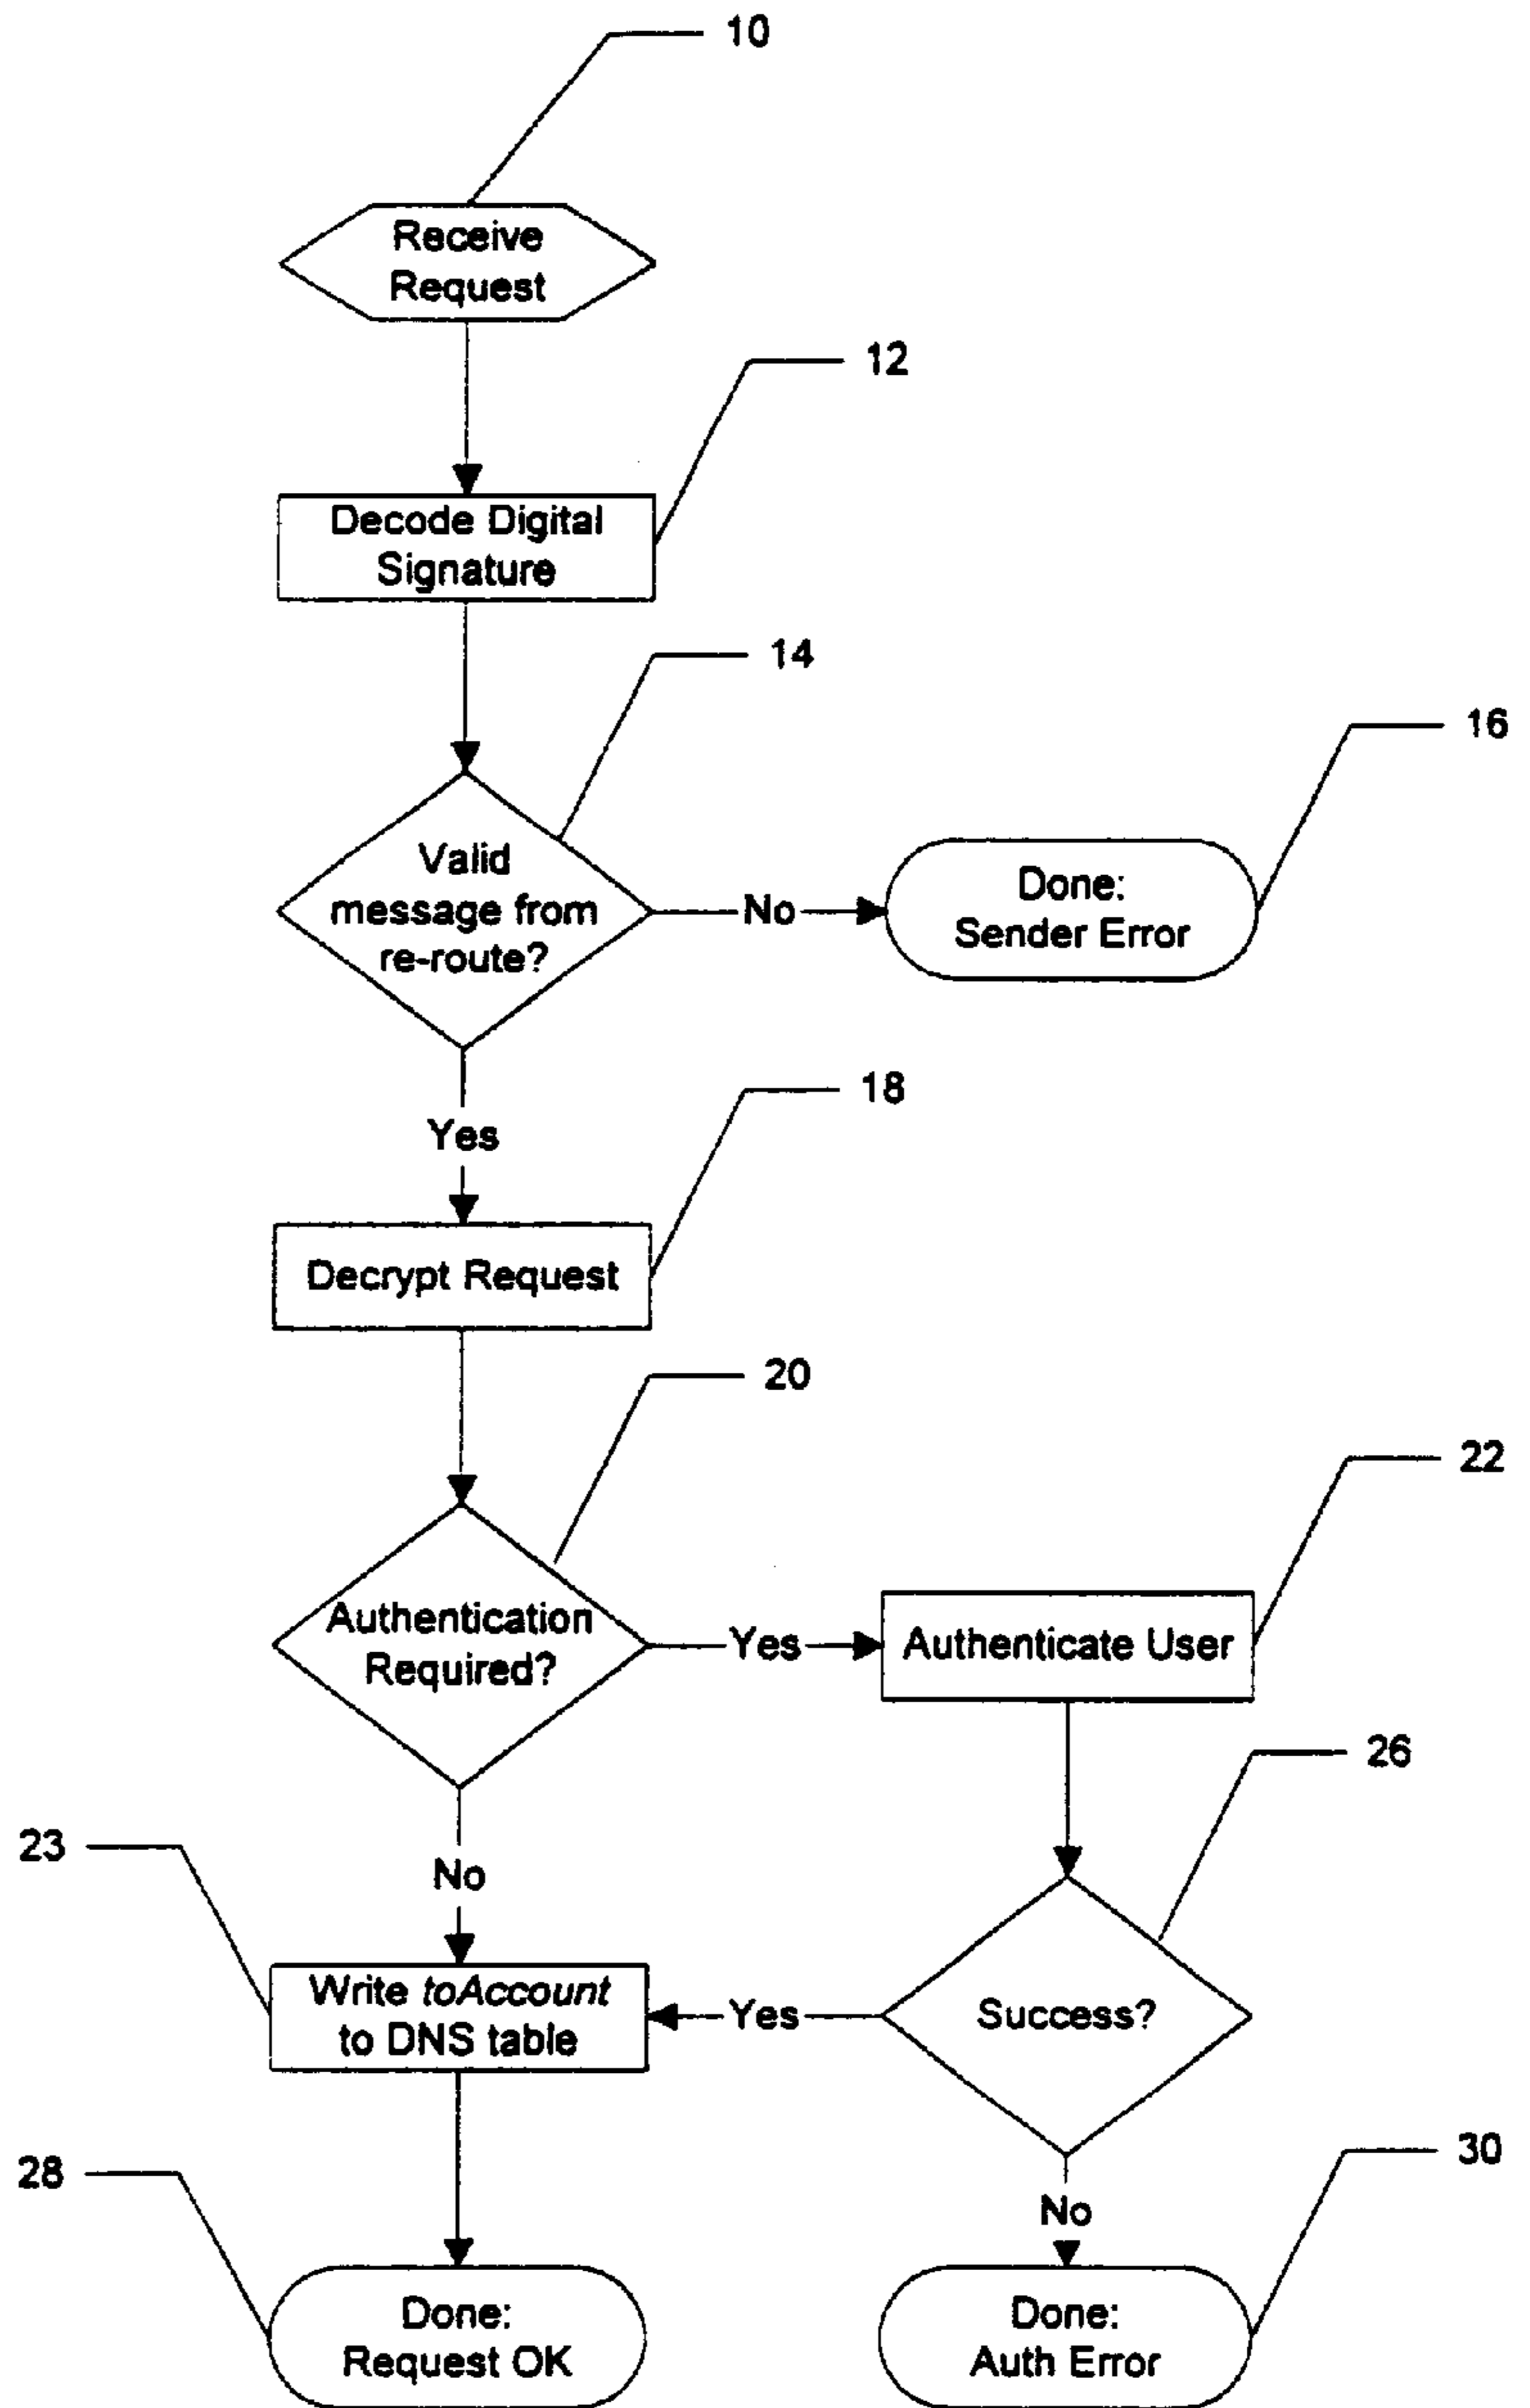 10
Receive
Request
12
Decode Digital
Signature
14
16
Valid
message from
re-route?
No
Done:
Sender Error
18
Yes
Decrypt Request
20
22
Authentication
Required?
Yes
Authenticate User
26
23
No
Write toAccount
to DNS table
Yes
Success?
28
30
No
Done:
Request OK
Done:
Auth Error